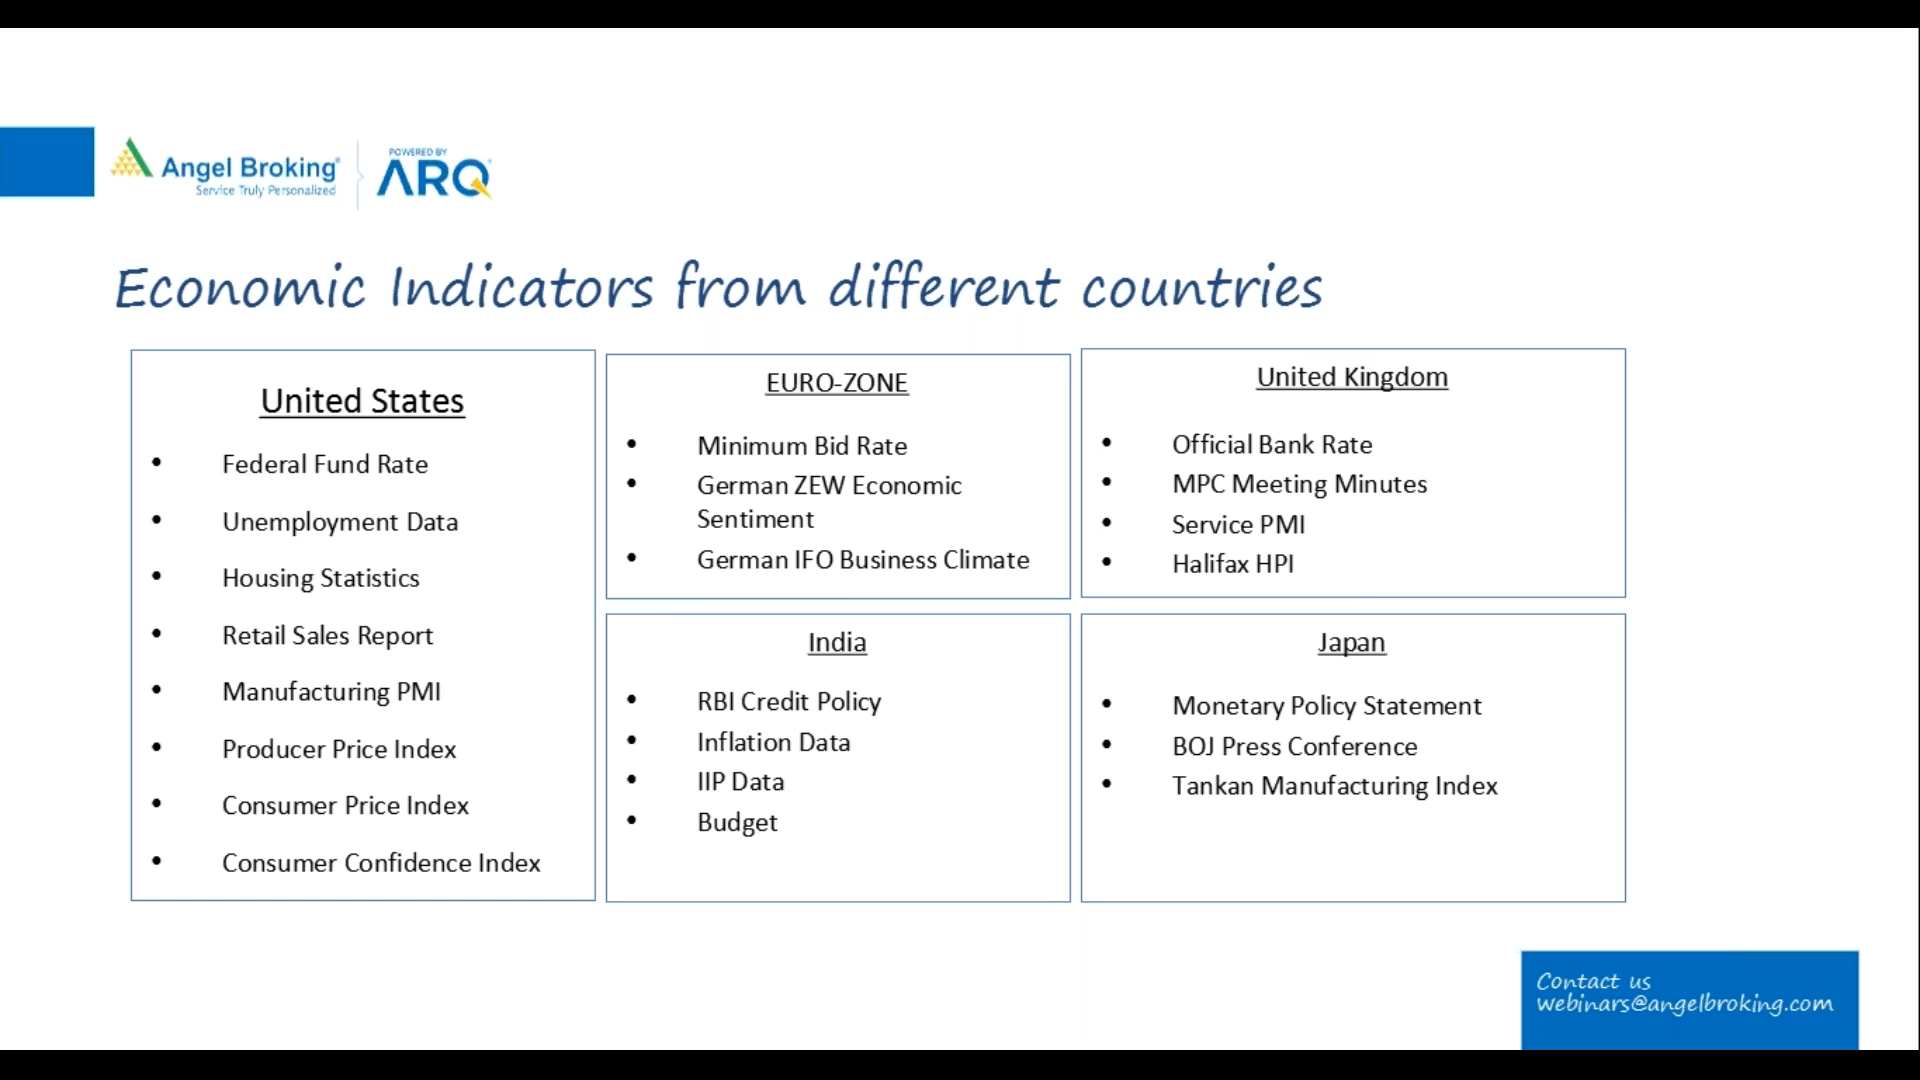 Angel Broking
Service Truly Personalized
POWERED BY
ARQ
Economic Indicators from different countries
United States
• Federal Fund Rate
• Unemployment Data
• Housing Statistics
• Retail Sales Report
• Manufacturing PMI
• Producer Price Index
• Consumer Price Index
• Consumer Confidence Index
EURO-ZONE
• Minimum Bid Rate
• German ZEW Economic
Sentiment
• German IFO Business Climate
United Kingdom
• Official Bank Rate
• MPC Meeting Minutes
• Service PMI
• Halifax HPI
India
• RBI Credit Policy
• Inflation Data
• IIP Data
• Budget
Japan
• Monetary Policy Statement
• BOJ Press Conference
• Tankan Manufacturing Index
Contact us
webinars@angelbroking.com